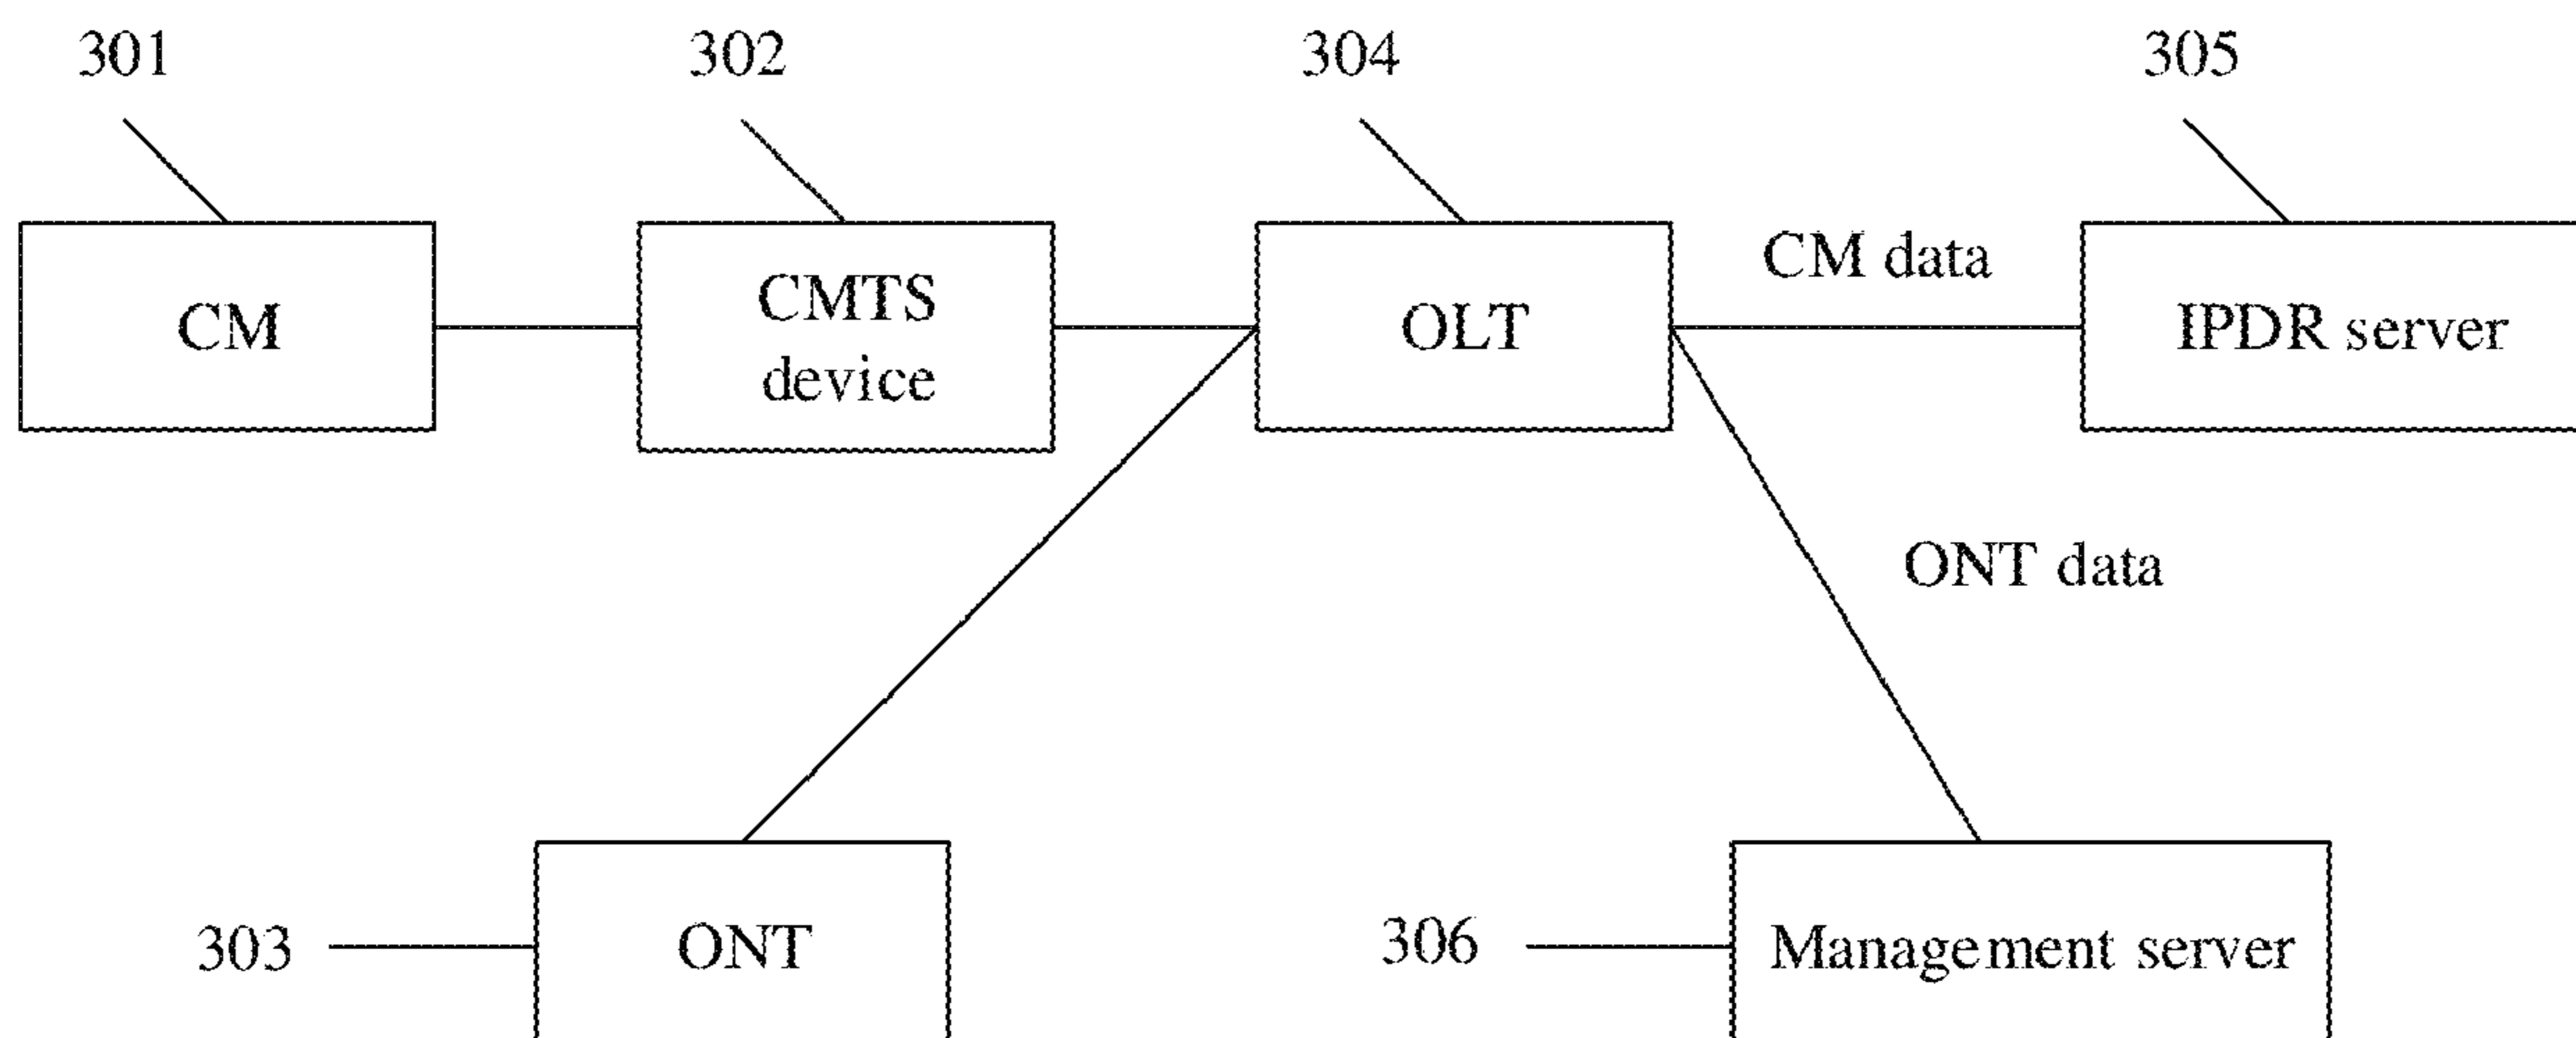 301
302
304
305
CM
CMTS
device
OLT
CM data
IPDR server
ONT data
303
ONT
306
Management server